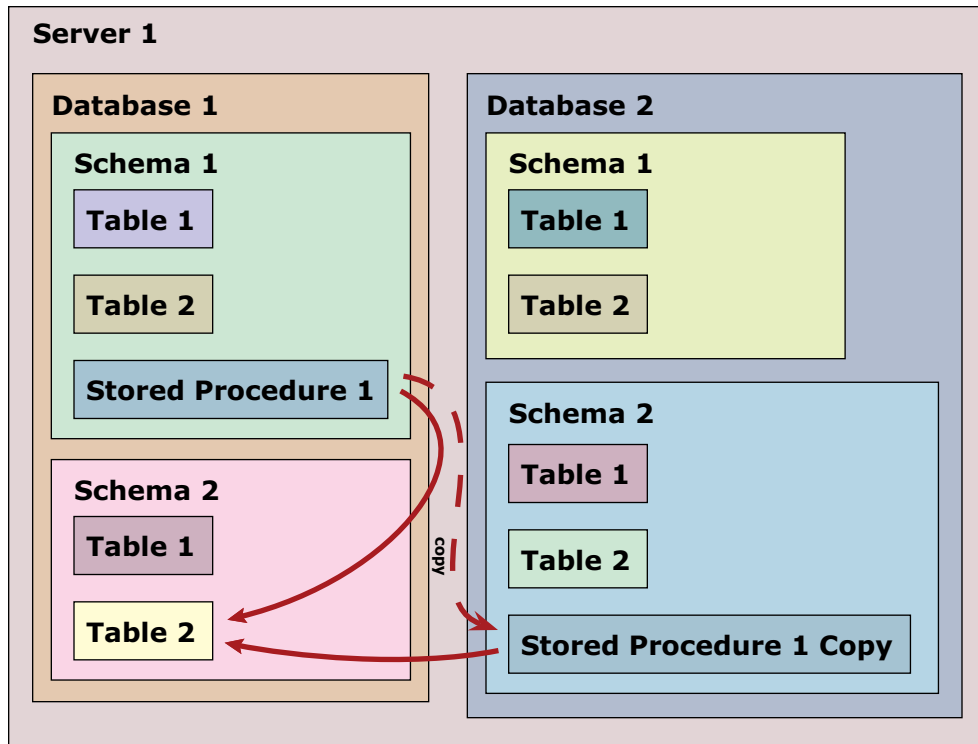 Server 1
Database 1
Schema 1
Table 1
Table 2
Stored Procedure 1
Schema 2
Table 1
Table 2
copy
Database 2
Schema 1
Table 1
Table 2
Schema 2
Table 1
Table 2
Stored Procedure 1 Copy